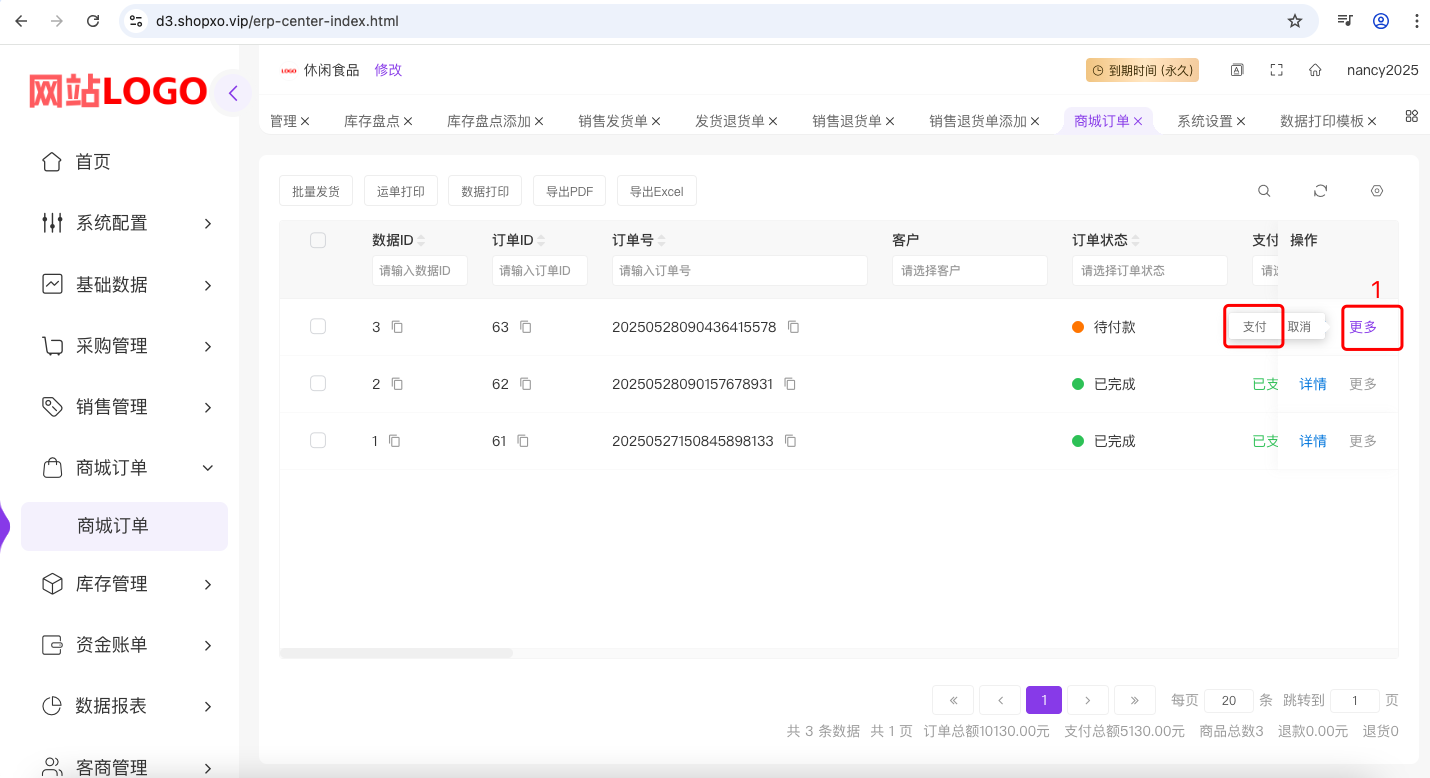 d3.shopxo.vip/erp-center-index.html
网站LOGO
LOGO 休闲食品 修改
到期时间 (永久)
nancy2025
管理 库存盘点 库存盘点添加 销售发货单 发货退货单 销售退货单 销售退货单添加 商城订单 系统设置 数据打印模板
首页
系统配置
基础数据
采购管理
销售管理
商城订单
商城订单
库存管理
资金账单
数据报表
客商管理
批量发货 运单打印 数据打印 导出PDF 导出Excel
数据ID 订单ID 订单号 客户 订单状态 支付 操作
请输入数据ID 请输入订单ID 请输入订单号 请选择客户 请选择订单状态 请
1
3 63 20250528090436415578 待付款 支付 取消 更多
2 62 20250528090157678931 已完成 已支 详情 更多
1 61 20250527150845898133 已完成 已支 详情 更多
« ‹ 1 › » 每页 20 条 跳转到 1 页
共 3 条数据 共 1 页 订单总额10130.00元 支付总额5130.00元 商品总数3 退款0.00元 退货0